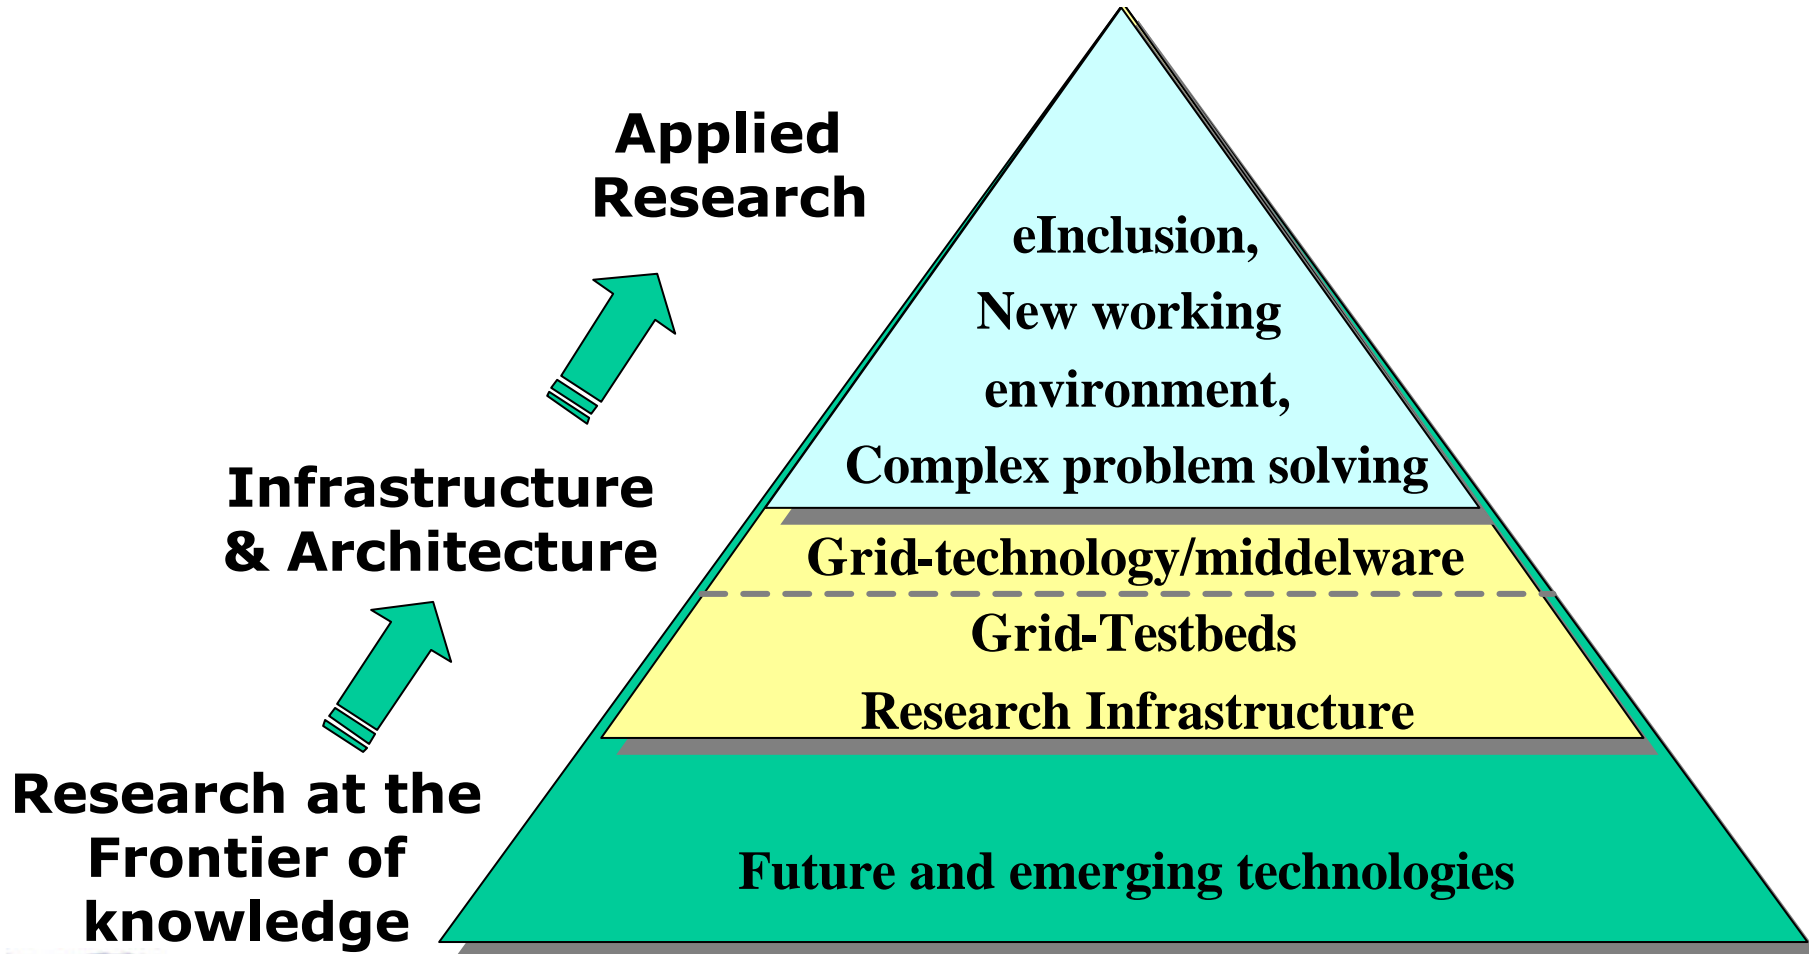 Applied
Research
eInclusion,
New working
environment,
Complex problem solving
Infrastructure
& Architecture
Grid-technology/middelware
Grid-Testbeds
Research Infrastructure
Research at the
Frontier of
knowledge
Future and emerging technologies